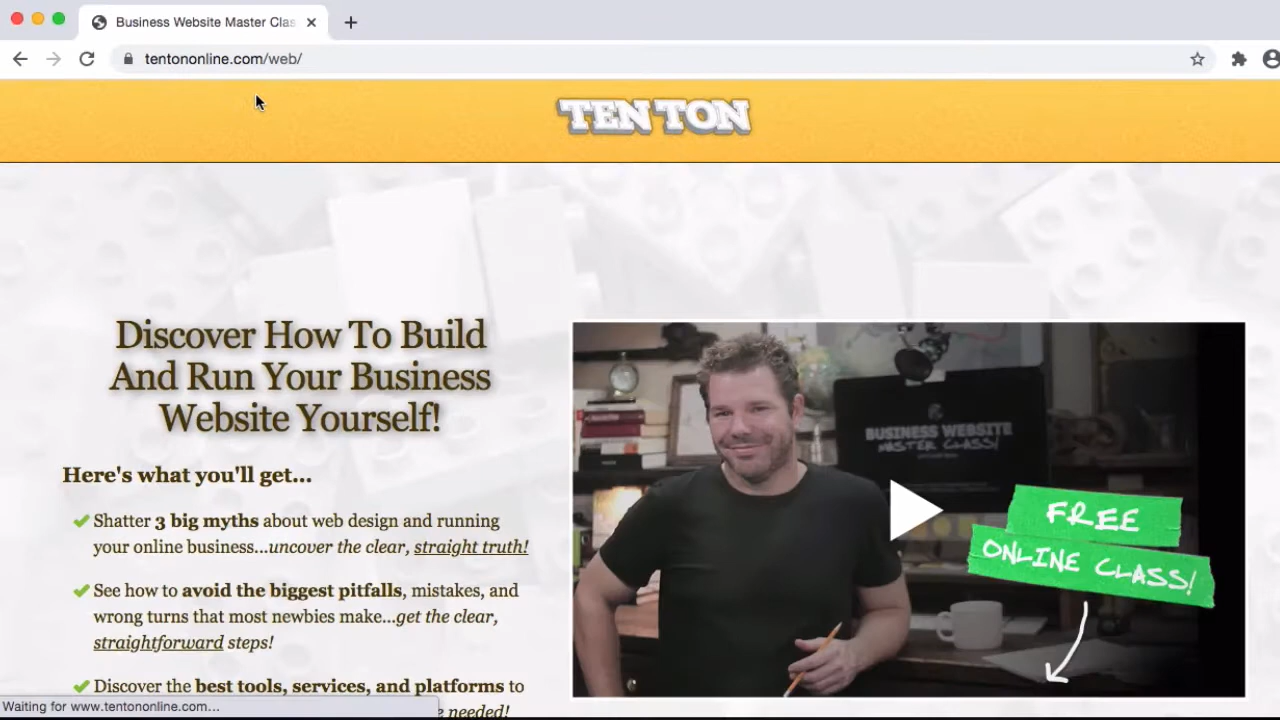 Business Website Master Clas
tentononline.com/web/
TEN TON
Discover How To Build
And Run Your Business
Website Yourself!
Here's what you'll get...
Shatter 3 big myths about web design and running
your online business...uncover the clear, straight truth!
See how to avoid the biggest pitfalls, mistakes, and
wrong turns that most newbies make...get the clear,
straightforward steps!
Discover the best tools, services, and platforms to
needed!
BUSINESS WEBSITE
MASTER CLASS!
FREE
ONLINE CLASS!
Waiting for www.tentononline.com...